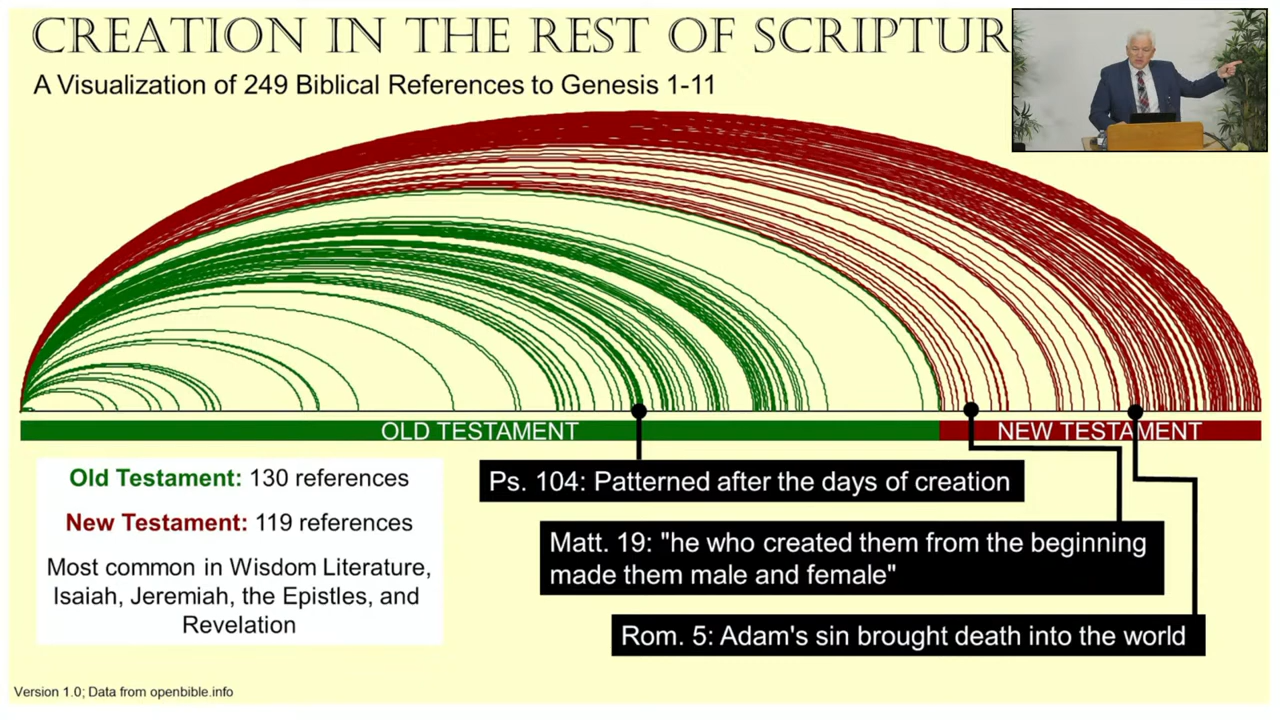 CREATION IN THE REST OF SCRIPTUR
A Visualization of 249 Biblical References to Genesis 1-11
OLD TESTAMENT
NEW TESTAMENT
Old Testament: 130 references
New Testament: 119 references
Most common in Wisdom Literature,
Isaiah, Jeremiah, the Epistles, and
Revelation
Ps. 104: Patterned after the days of creation
Matt. 19: "he who created them from the beginning
made them male and female"
Rom. 5: Adam's sin brought death into the world
Version 1.0; Data from openbible.info